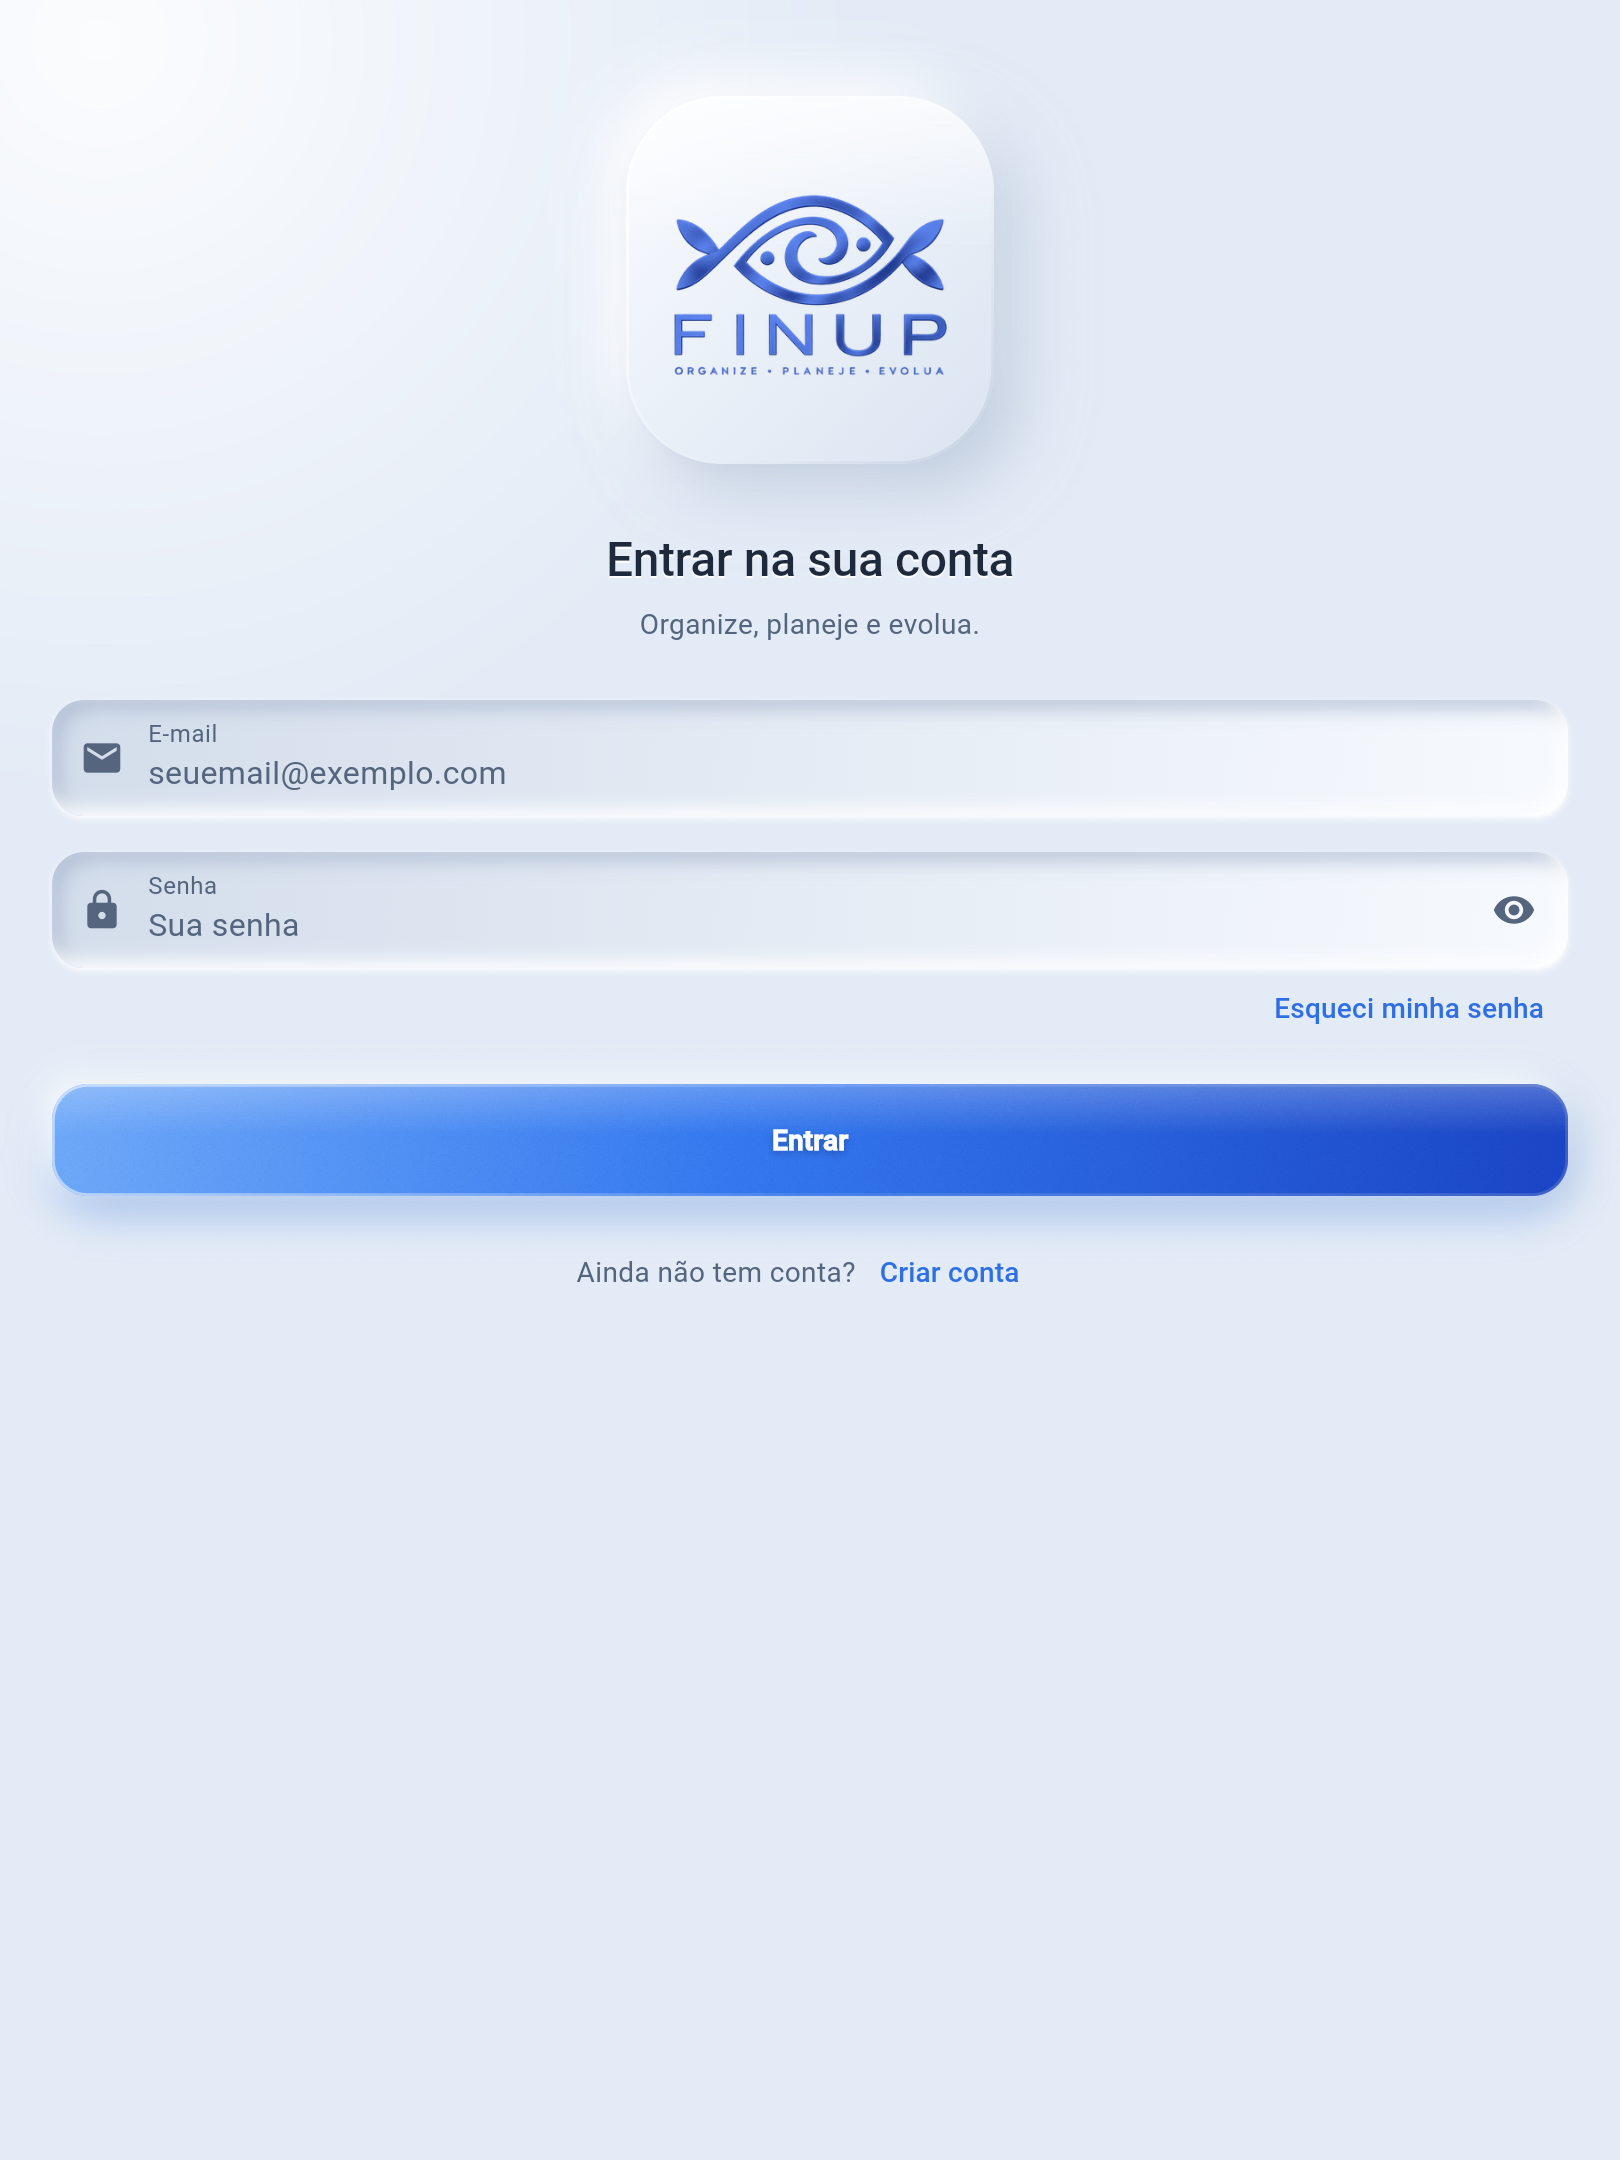 FINUP
ORGANIZE • PLANEJE • EVOLUA
Entrar na sua conta
Organize, planeje e evolua.
E-mail
seuemail@exemplo.com
Senha
Sua senha
Esqueci minha senha
Entrar
Ainda não tem conta? Criar conta